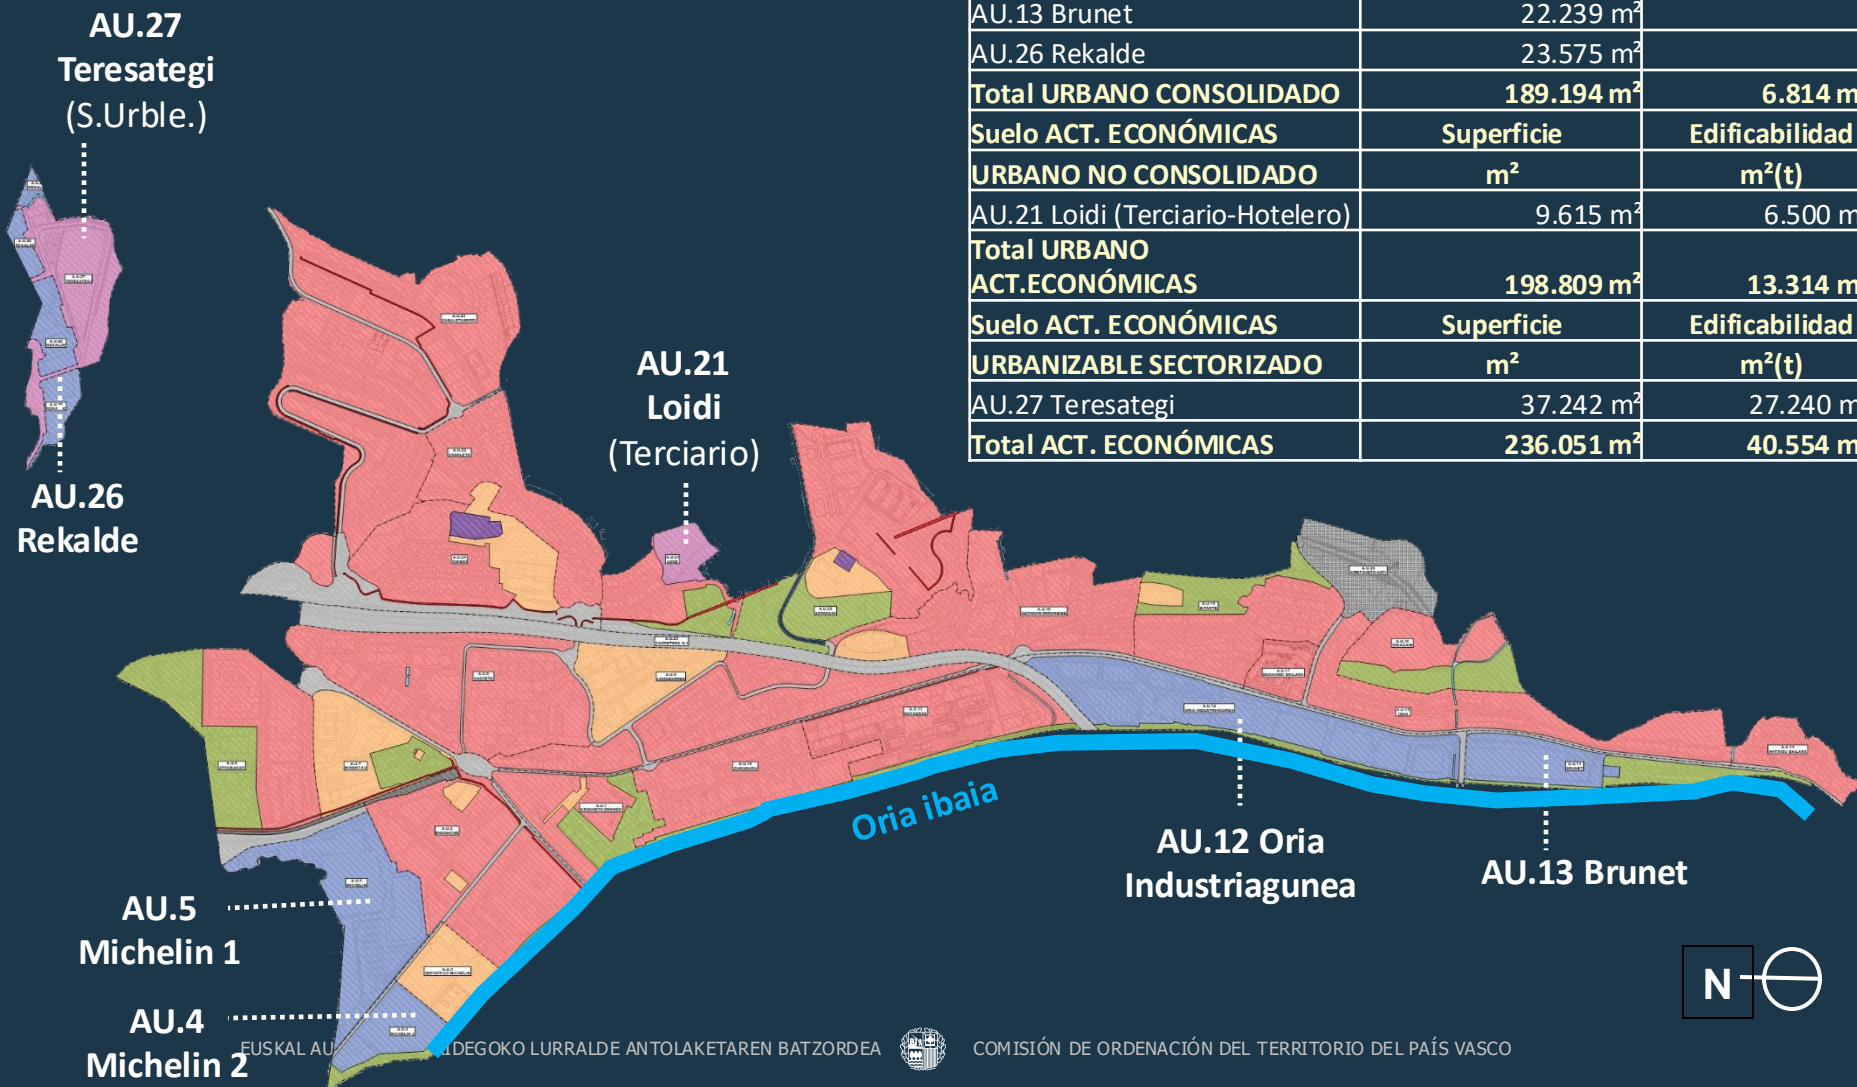 AU.27
Teresategi
(S.Urble.)
AU.13 Brunet 22.239 m²
AU.26 Rekalde 23.575 m²
Total URBANO CONSOLIDADO 189.194 m² 6.814 m
Suelo ACT. ECONÓMICAS Superficie Edificabilidad
URBANO NO CONSOLIDADO m² m²(t)
AU.21 Loidi (Terciario-Hotelero) 9.615 m² 6.500 m
Total URBANO
ACT.ECONÓMICAS 198.809 m² 13.314 m
Suelo ACT. ECONÓMICAS Superficie Edificabilidad
URBANIZABLE SECTORIZADO m² m²(t)
AU.27 Teresategi 37.242 m² 27.240 m
Total ACT. ECONÓMICAS 236.051 m² 40.554 m
AU.21
Loidi
(Terciario)
AU.26
Rekalde
Oria ibaia
AU.12 Oria
Industriagunea
AU.13 Brunet
AU.5
Michelin 1
AU.4
Michelin 2
N
EUSKAL AU IDEGOKO LURRALDE ANTOLAKETAREN BATZORDEA
COMISIÓN DE ORDENACIÓN DEL TERRITORIO DEL PAÍS VASCO